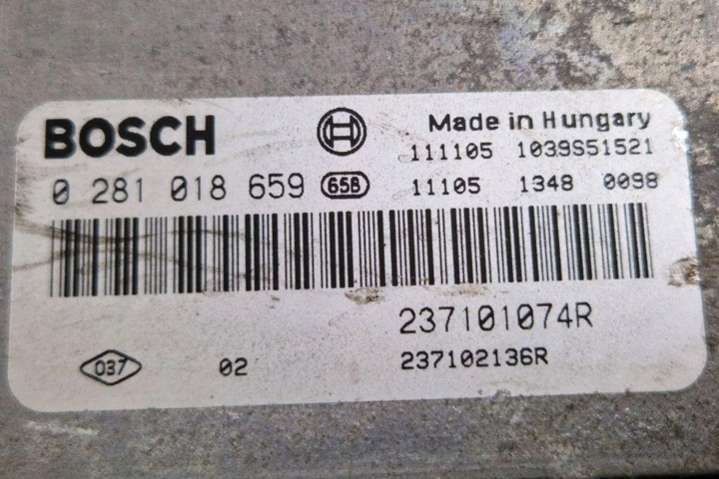 BOSCH
Made in Hungary
111105 1039S51521
0 281 018 659 658
11105 1348 0098
237101074R
037 02
237102136R